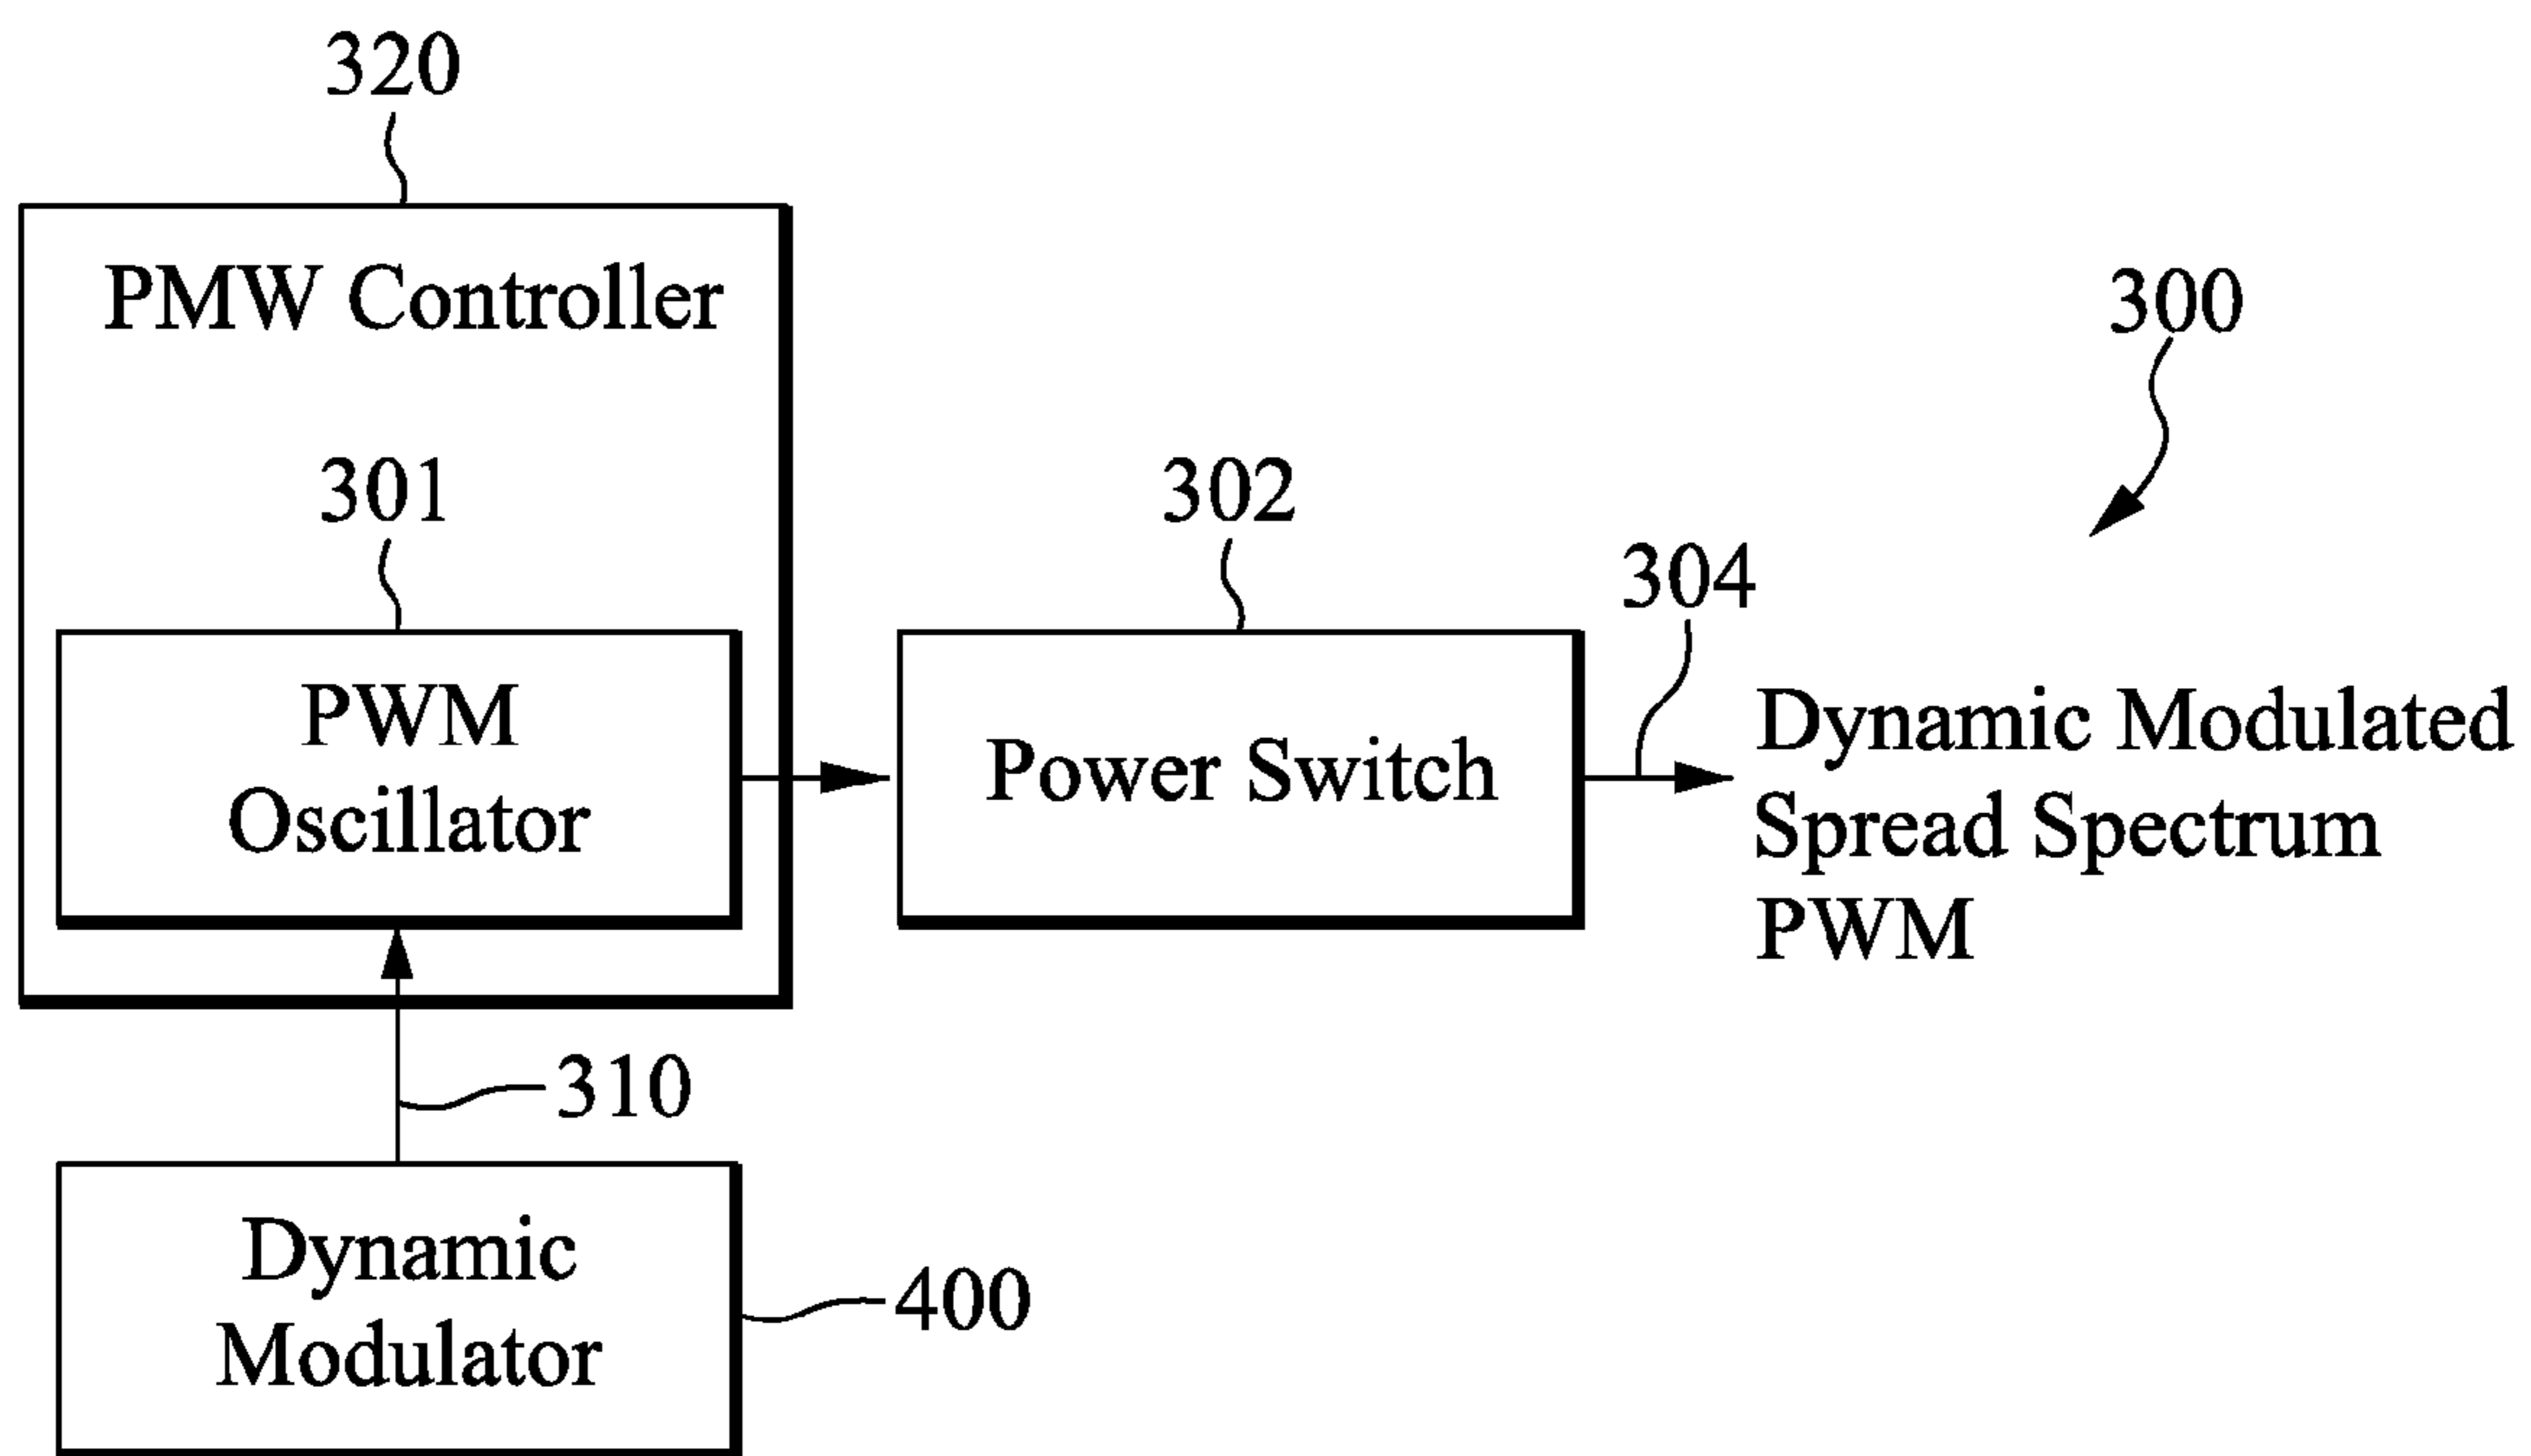 320
PMW Controller
300
301
302
304
PWM
Oscillator
Power Switch
Dynamic Modulated
Spread Spectrum
PWM
310
Dynamic
Modulator
400